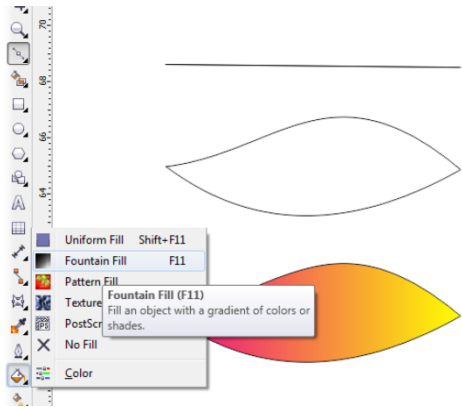 70
68
66
64
Uniform Fill Shift+F11
Fountain Fill F11
Pattern Fill
Fountain Fill (F11)
Texture
Fill an object with a gradient of colors or
PostScr
shades.
No Fill
Color